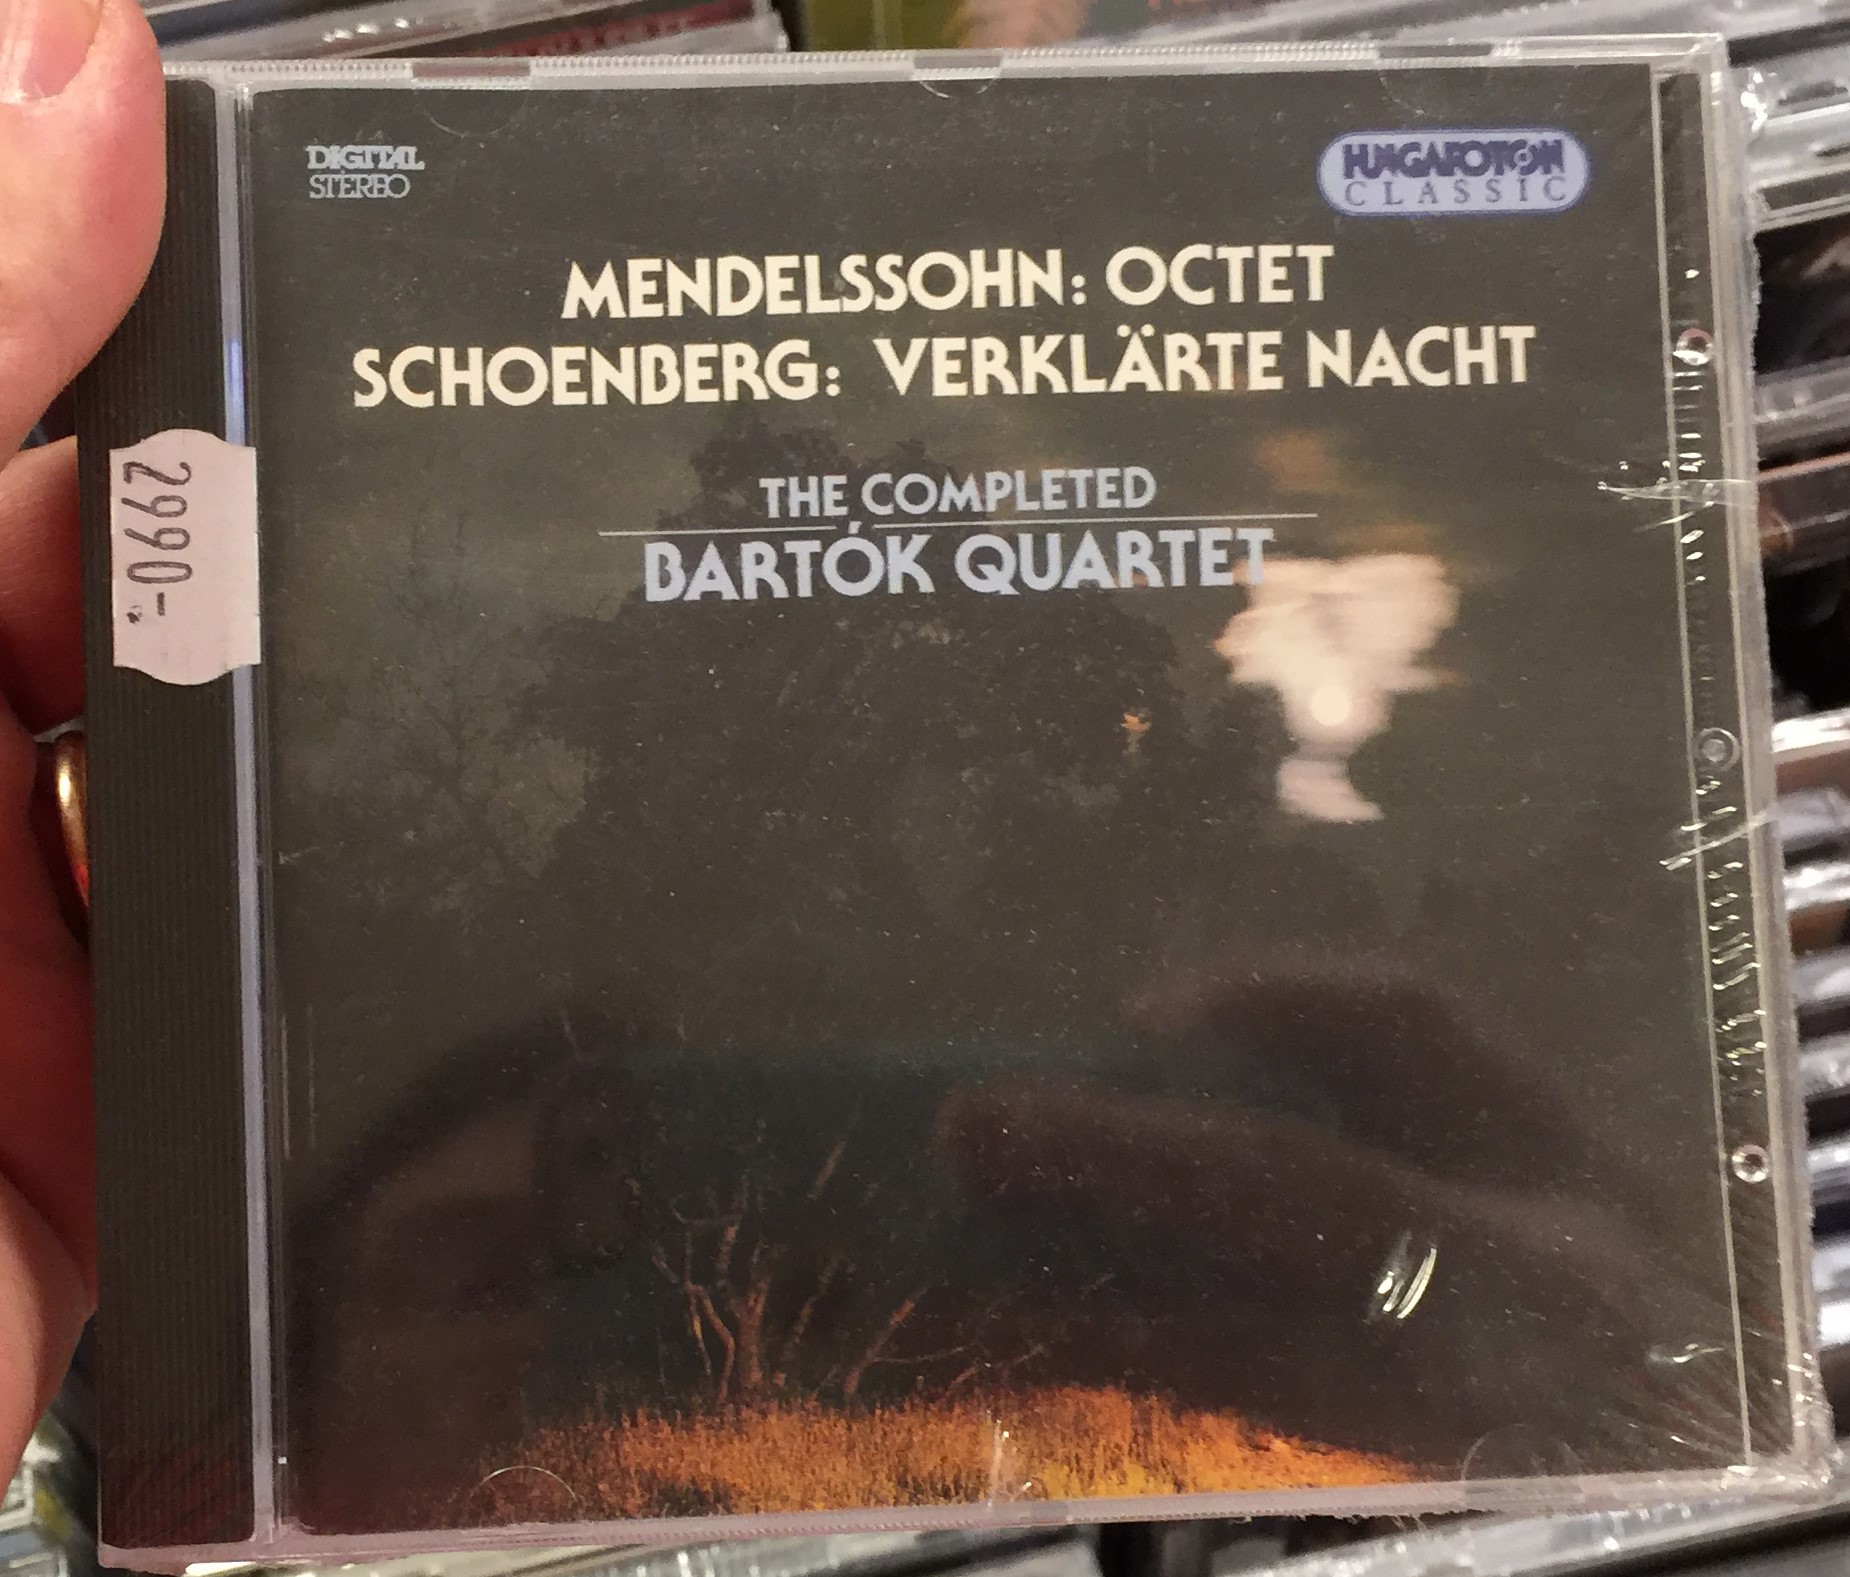 DIGITAL
STEREO
HUNGAROTON
CLASSIC
MENDELSSOHN: OCTET
SCHOENBERG: VERKLÄRTE NACHT
THE COMPLETED
BARTÓK QUARTET
2990-.